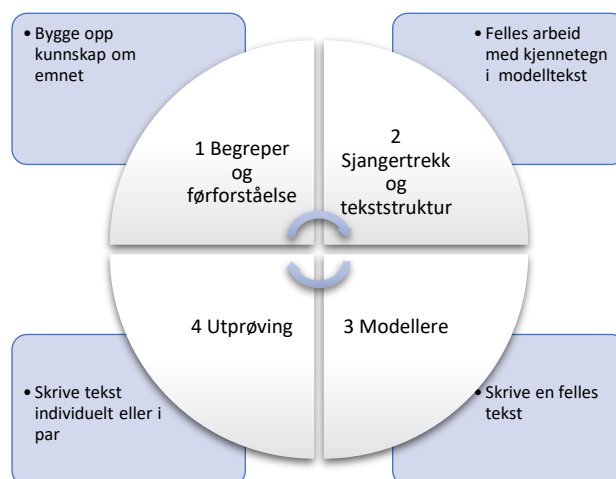 • Bygge opp
kunnskap om
emnet
• Felles arbeid
med kjennetegn
i modelltekst
1 Begreper
og
førforståelse
2
Sjangertrekk
og
tekststruktur
4 Utprøving
3 Modellere
• Skrive tekst
individuelt eller i
par
• Skrive en felles
tekst